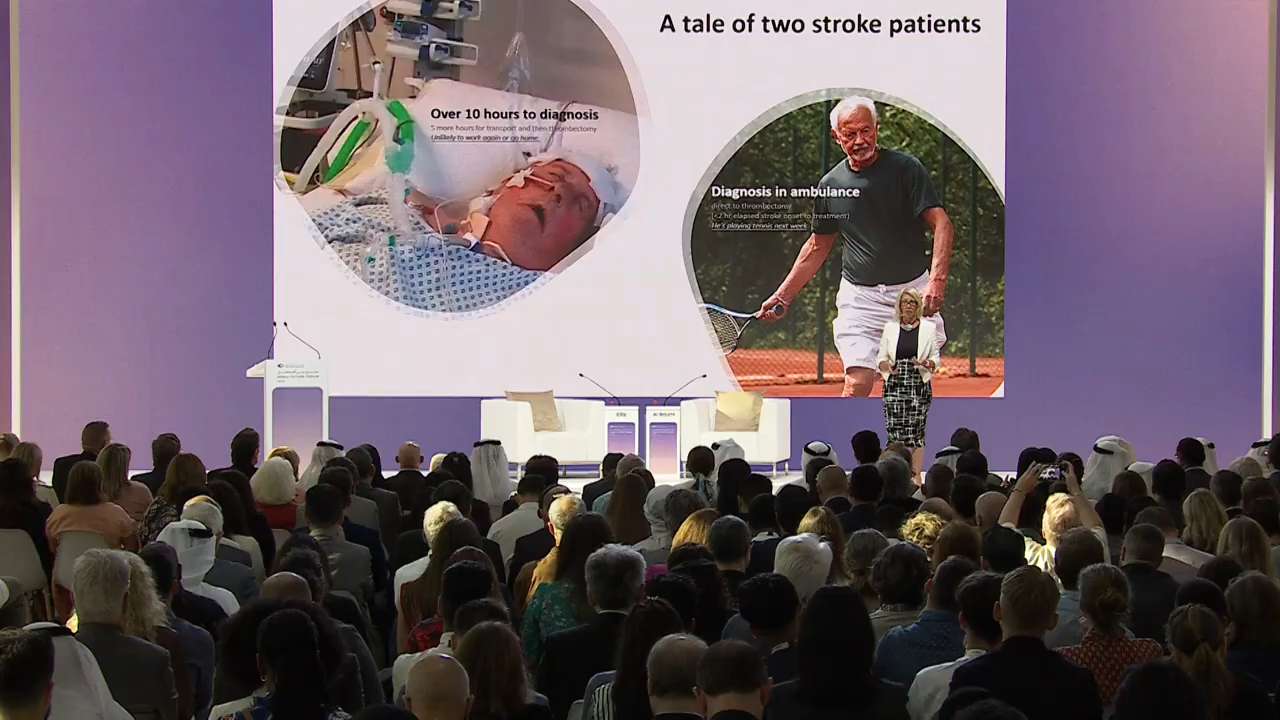 A tale of two stroke patients
Over 10 hours to diagnosis
5 more hours for transport and then thrombectomy
Unlikely to work again or go home
Diagnosis in ambulance
direct to thrombectomy
(<2 hr elapsed stroke onset to treatment)
He's playing tennis next week